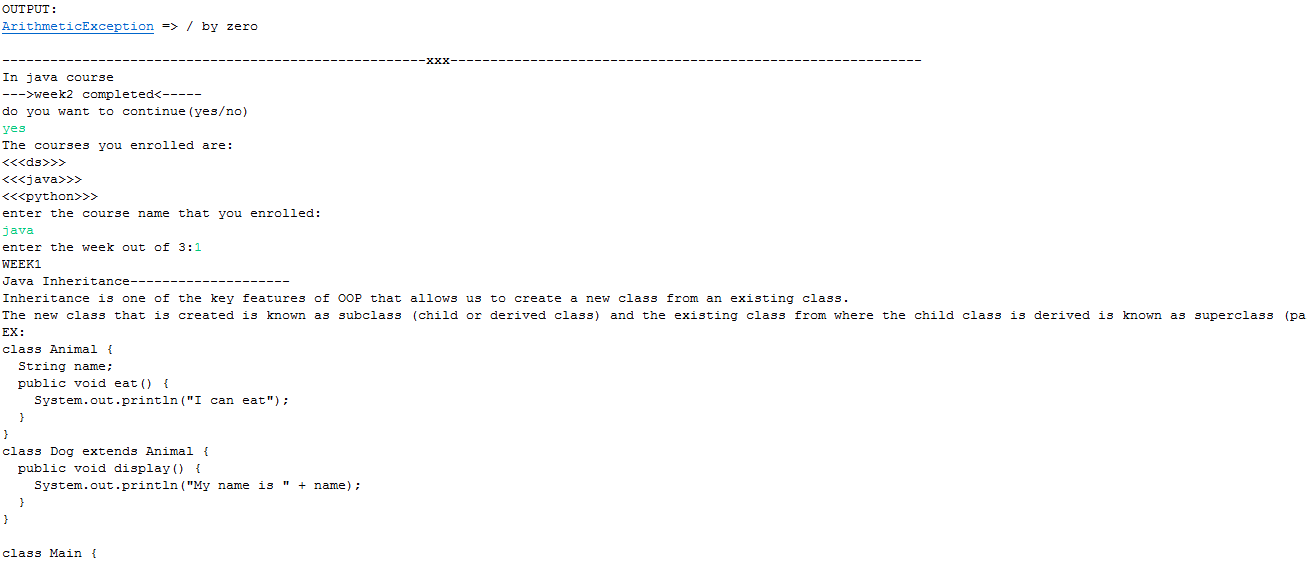 OUTPUT:
ArithmeticException => / by zero
-----------------------------------------------------xxx-----------------------------------------------------------
In java course
--->week2 completed<-----
do you want to continue(yes/no)
yes
The courses you enrolled are:
<<<ds>>>
<<<java>>>
<<<python>>>
enter the course name that you enrolled:
java
enter the week out of 3:1
WEEK1
Java Inheritance--------------------
Inheritance is one of the key features of OOP that allows us to create a new class from an existing class.
The new class that is created is known as subclass (child or derived class) and the existing class from where the child class is derived is known as superclass (pa
EX:
class Animal {
  String name;
  public void eat() {
    System.out.println("I can eat");
  }
}
class Dog extends Animal {
  public void display() {
    System.out.println("My name is " + name);
  }
}
class Main {